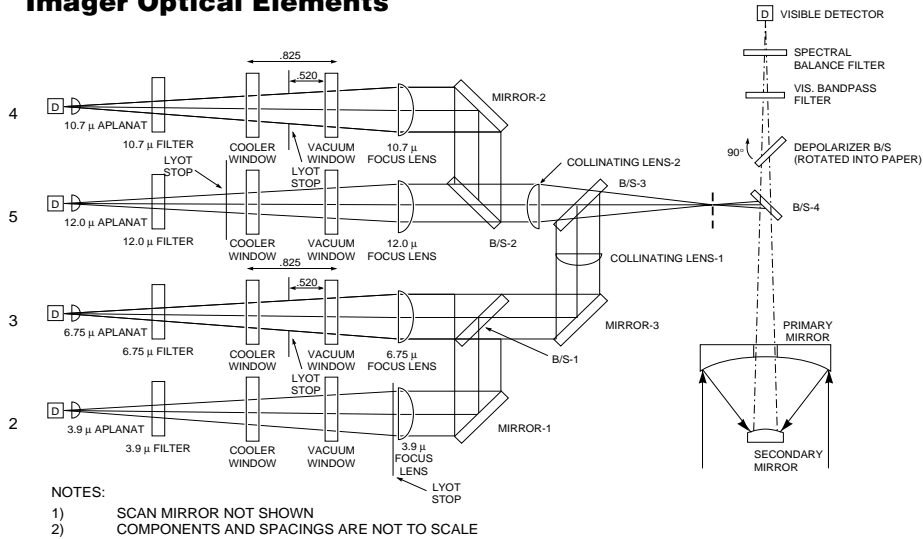 Imager Optical Elements
D VISIBLE DETECTOR
SPECTRAL
BALANCE FILTER
VIS. BANDPASS
FILTER
90°
DEPOLARIZER B/S
(ROTATED INTO PAPER)
B/S-4
PRIMARY
MIRROR
SECONDARY
MIRROR
.825
.520
4
D
10.7 µ APLANAT
10.7 µ FILTER
COOLER
WINDOW
LYOT
STOP
VACUUM
WINDOW
10.7 µ
FOCUS LENS
MIRROR-2
LYOT
STOP
COLLINATING LENS-2
B/S-3
5
D
12.0 µ APLANAT
12.0 µ FILTER
COOLER
WINDOW
VACUUM
WINDOW
12.0 µ
FOCUS LENS
B/S-2
COLLINATING LENS-1
.825
.520
3
D
6.75 µ APLANAT
6.75 µ FILTER
COOLER
WINDOW
LYOT
STOP
VACUUM
WINDOW
6.75 µ
FOCUS LENS
B/S-1
MIRROR-3
2
D
3.9 µ APLANAT
3.9 µ FILTER
COOLER
WINDOW
VACUUM
WINDOW
3.9 µ
FOCUS
LENS
MIRROR-1
LYOT
STOP
NOTES:
1) SCAN MIRROR NOT SHOWN
2) COMPONENTS AND SPACINGS ARE NOT TO SCALE